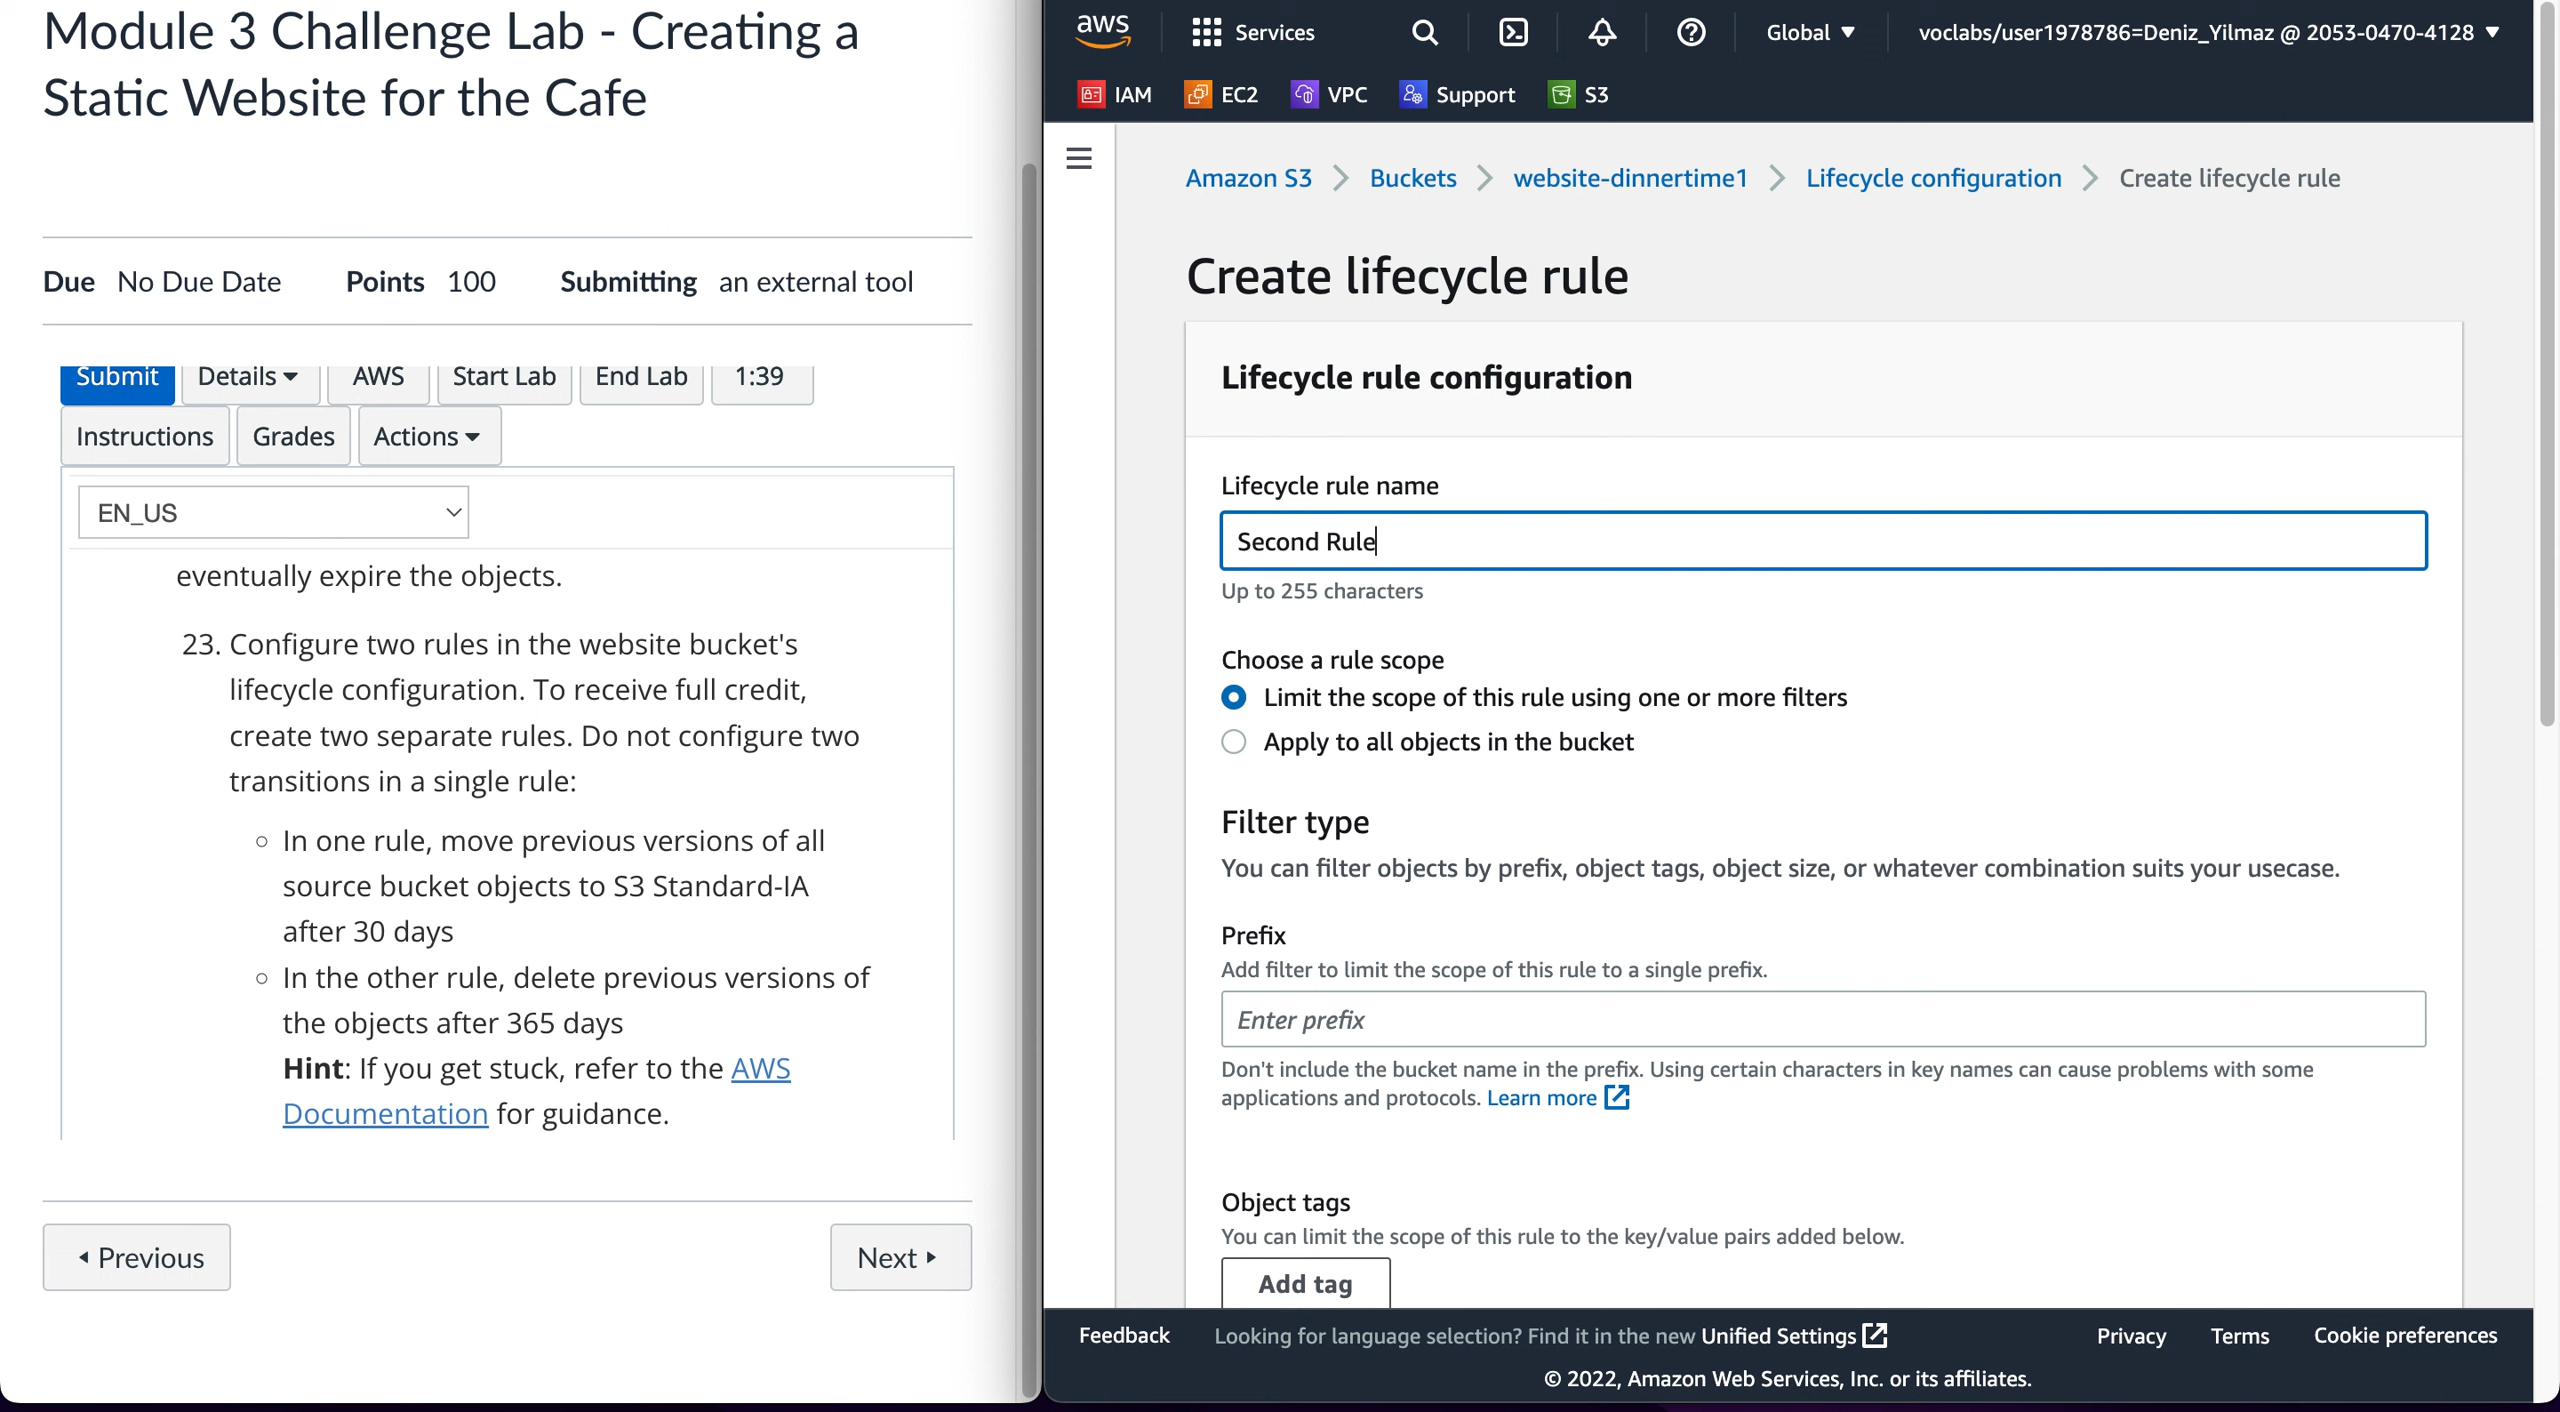 Module 3 Challenge Lab - Creating a
Static Website for the Cafe
Due No Due Date Points 100 Submitting an external tool
Submit Details AWS Start Lab End Lab 1:39
Instructions Grades Actions
EN_US
eventually expire the objects.
23. Configure two rules in the website bucket's
lifecycle configuration. To receive full credit,
create two separate rules. Do not configure two
transitions in a single rule:
In one rule, move previous versions of all
source bucket objects to S3 Standard-IA
after 30 days
In the other rule, delete previous versions of
the objects after 365 days
Hint: If you get stuck, refer to the AWS
Documentation for guidance.
Previous
Next
aws Services Global voclabs/user1978786=Deniz_Yilmaz @ 2053-0470-4128
IAM EC2 VPC Support S3
Amazon S3 Buckets website-dinnertime1 Lifecycle configuration Create lifecycle rule
Create lifecycle rule
Lifecycle rule configuration
Lifecycle rule name
Second Rule
Up to 255 characters
Choose a rule scope
Limit the scope of this rule using one or more filters
Apply to all objects in the bucket
Filter type
You can filter objects by prefix, object tags, object size, or whatever combination suits your usecase.
Prefix
Add filter to limit the scope of this rule to a single prefix.
Enter prefix
Don't include the bucket name in the prefix. Using certain characters in key names can cause problems with some
applications and protocols. Learn more
Object tags
You can limit the scope of this rule to the key/value pairs added below.
Add tag
Feedback Looking for language selection? Find it in the new Unified Settings Privacy Terms Cookie preferences
© 2022, Amazon Web Services, Inc. or its affiliates.